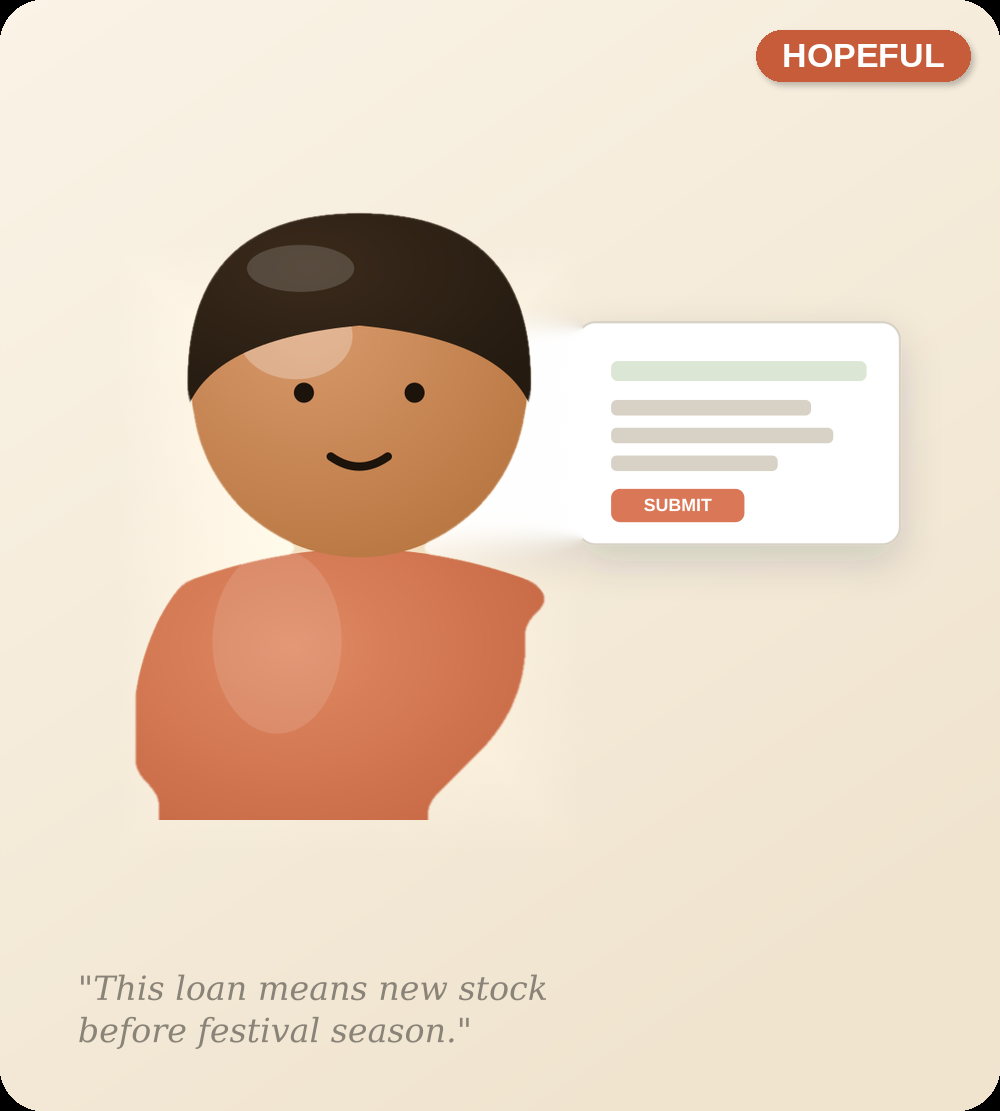 HOPEFUL
SUBMIT
"This loan means new stock
before festival season."